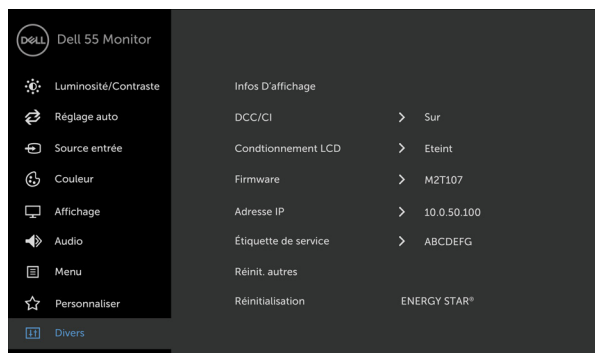 DELL Dell 55 Monitor
Luminosité/Contraste Infos D'affichage
Réglage auto DCC/CI Sur
Source entrée Condtionnement LCD Eteint
Couleur Firmware M2T107
Affichage Adresse IP 10.0.50.100
Audio Étiquette de service ABCDEFG
Menu Réinit. autres
Personnaliser Réinitialisation ENERGY STAR®
Divers